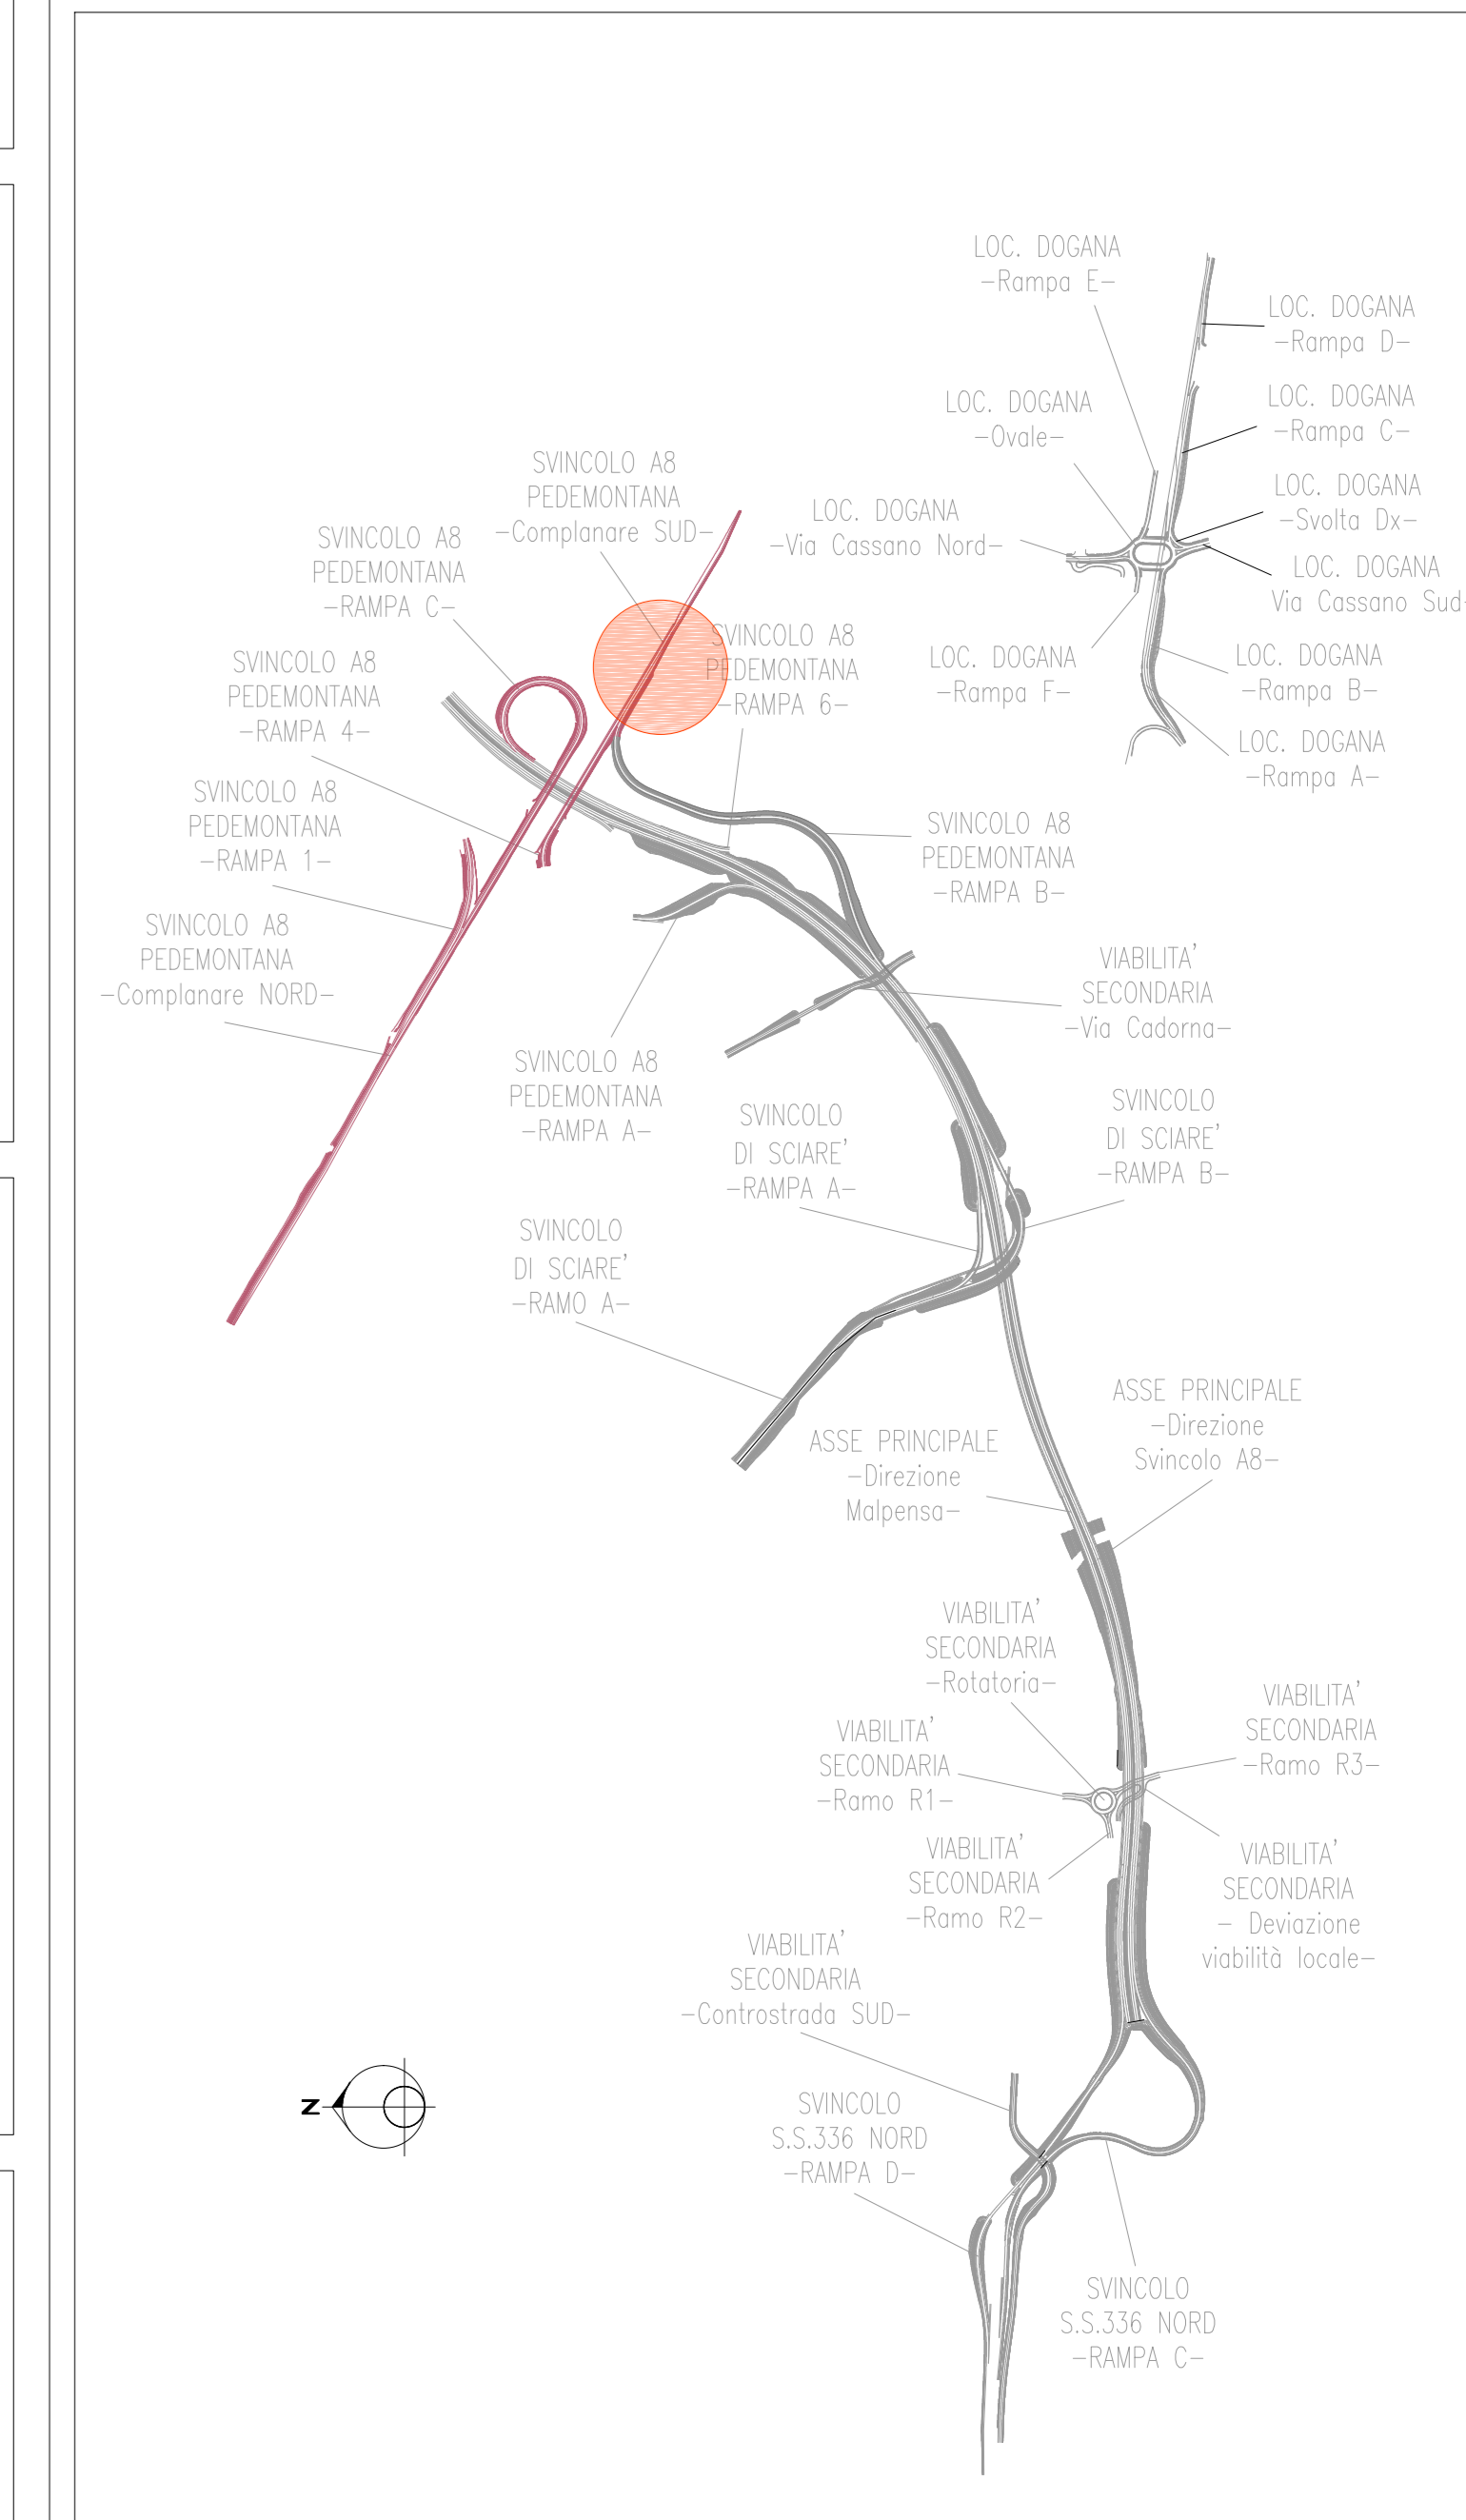 LOC. DOGANA
-Rampa E-
LOC. DOGANA
-Rampa D-
LOC. DOGANA
-Ovale-
LOC. DOGANA
-Rampa C-
SVINCOLO A8
PEDEMONTANA
-Complanare SUD-
LOC. DOGANA
-Via Cassano Nord-
LOC. DOGANA
-Svolta Dx-
SVINCOLO A8
PEDEMONTANA
-RAMPA C-
LOC. DOGANA
Via Cassano Sud-
SVINCOLO A8
PEDEMONTANA
-RAMPA 6-
LOC. DOGANA
-Rampa F-
LOC. DOGANA
-Rampa B-
SVINCOLO A8
PEDEMONTANA
-RAMPA 4-
LOC. DOGANA
-Rampa A-
SVINCOLO A8
PEDEMONTANA
-RAMPA 1-
SVINCOLO A8
PEDEMONTANA
-RAMPA B-
SVINCOLO A8
PEDEMONTANA
-Complanare NORD-
VIABILITA'
SECONDARIA
-Via Cadorna-
SVINCOLO A8
PEDEMONTANA
-RAMPA A-
SVINCOLO
DI SCIARE'
-RAMPA A-
SVINCOLO
DI SCIARE'
-RAMPA B-
SVINCOLO
DI SCIARE'
-RAMO A-
ASSE PRINCIPALE
-Direzione
Svincolo A8-
ASSE PRINCIPALE
-Direzione
Malpensa-
VIABILITA'
SECONDARIA
-Rotatoria-
VIABILITA'
SECONDARIA
-Ramo R3-
VIABILITA'
SECONDARIA
-Ramo R1-
VIABILITA'
SECONDARIA
-Ramo R2-
VIABILITA'
SECONDARIA
- Deviazione
viabilità locale-
VIABILITA'
SECONDARIA
-Controstrada SUD-
N
SVINCOLO
S.S.336 NORD
-RAMPA D-
SVINCOLO
S.S.336 NORD
-RAMPA C-